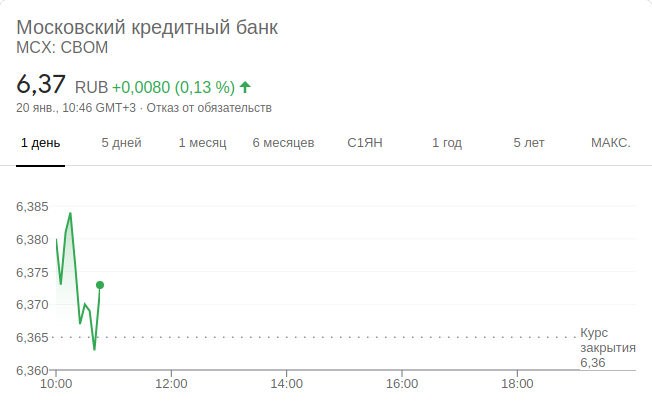 Московский кредитный банк
MCX: CBOM
6,37 RUB +0,0080 (0,13 %)
20 янв., 10:46 GMT+3 · Отказ от обязательств
1 день 5 дней 1 месяц 6 месяцев С1ЯН 1 год 5 лет МАКС.
6,385
6,380
6,375
6,370
6,365
6,360
Курс
закрытия
6,36
10:00 12:00 14:00 16:00 18:00